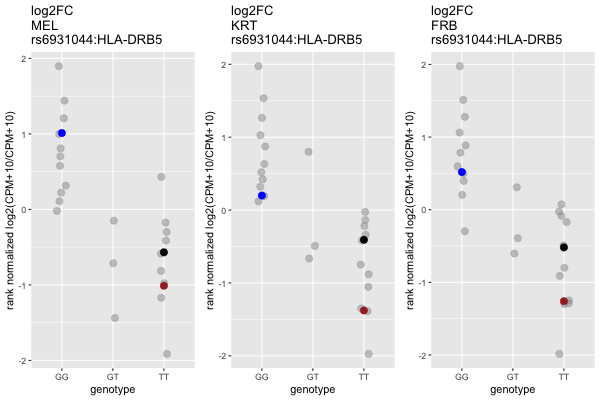 log2FC
MEL
rs6931044:HLA-DRB5
rank normalized log2(CPM+10/CPM+10)
2
1
0
-1
-2
GG
GT
TT
genotype
log2FC
KRT
rs6931044:HLA-DRB5
rank normalized log2(CPM+10/CPM+10)
2
1
0
-1
-2
GG
GT
TT
genotype
log2FC
FRB
rs6931044:HLA-DRB5
rank normalized log2(CPM+10/CPM+10)
2
1
0
-1
-2
GG
GT
TT
genotype